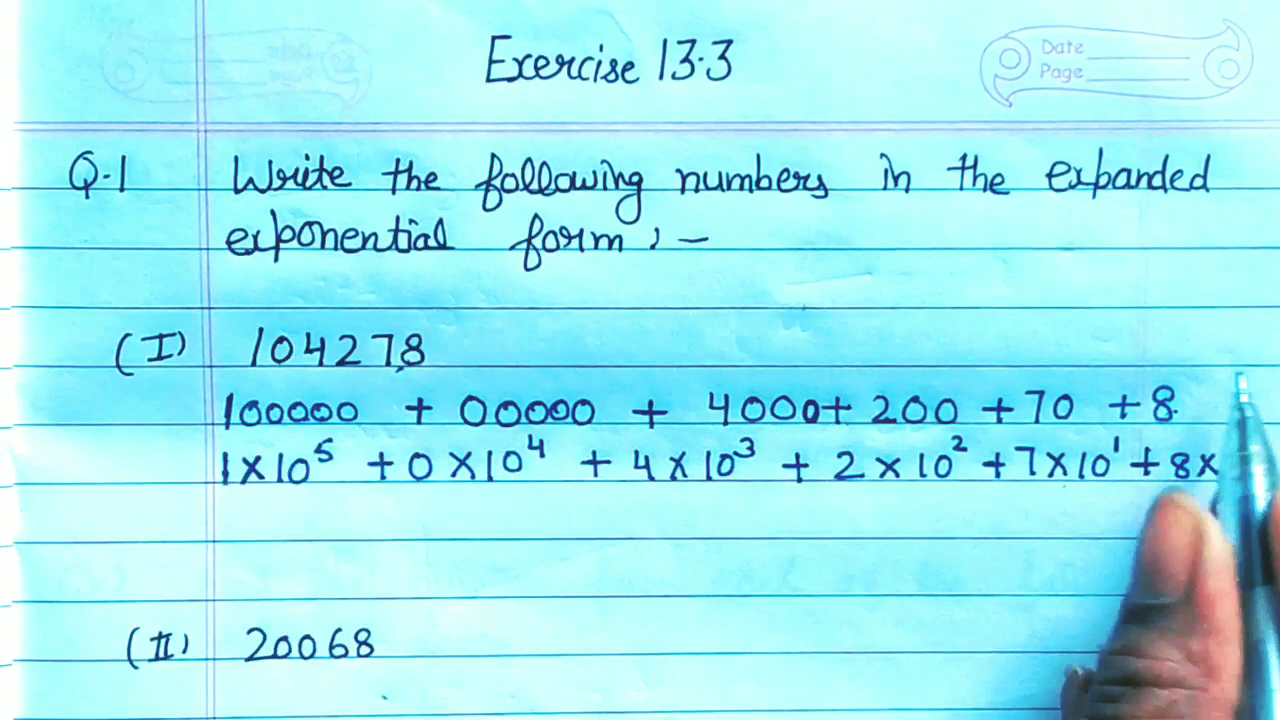 Exercise 13.3
Date
Page
Q.1 Write the following numbers in the expanded
exponential form :-
(I) 104278
100000 + 00000 + 4000+ 200 +70 +8.
1×10⁵ +0×10⁴ + 4×10³ + 2×10² +7×10¹ + 8×
(II) 20068